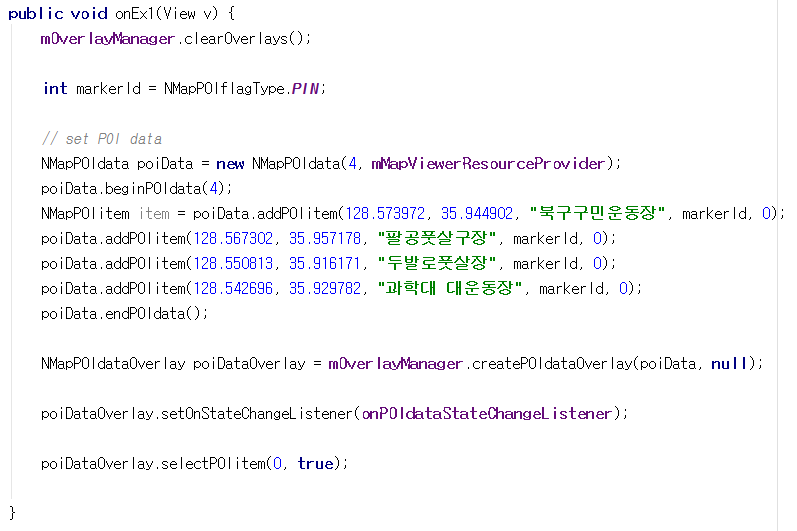 public void onEx1(View v) {
mOverlayManager.clearOverlays();
int markerId = NMapPOIflagType.PIN;
// set POI data
NMapPOIdata poiData = new NMapPOIdata(4, mMapViewerResourceProvider);
poiData.beginPOIdata(4);
NMapPOIitem item = poiData.addPOIitem(128.573972, 35.944902, "북구구민운동장", markerId, 0);
poiData.addPOIitem(128.567302, 35.957178, "팔공풋살구장", markerId, 0);
poiData.addPOIitem(128.550813, 35.916171, "두발로풋살장", markerId, 0);
poiData.addPOIitem(128.542696, 35.929782, "과학대 대운동장", markerId, 0);
poiData.endPOIdata();
NMapPOIdataOverlay poiDataOverlay = mOverlayManager.createPOIdataOverlay(poiData, null);
poiDataOverlay.setOnStateChangeListener(onPOIdataStateChangeListener);
poiDataOverlay.selectPOIitem(0, true);
}